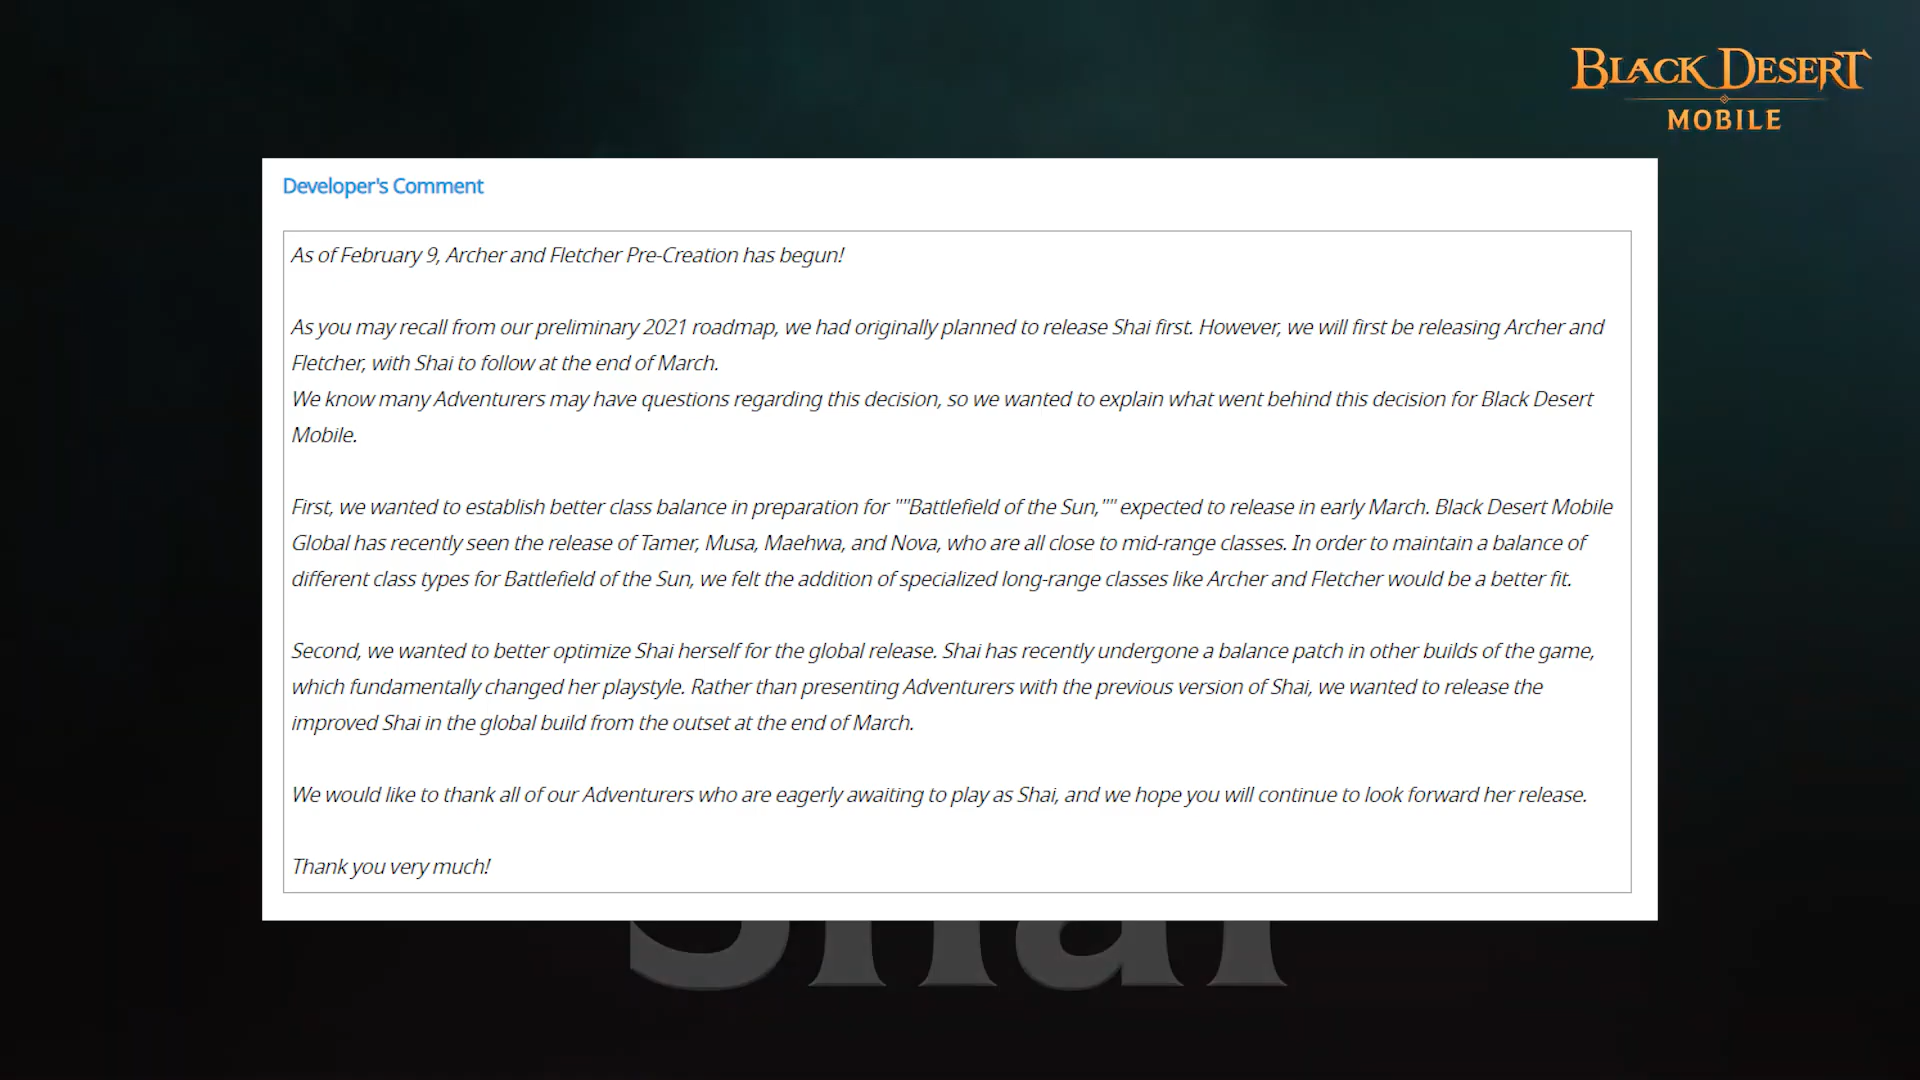 BLACK DESERT
MOBILE
Developer's Comment
As of February 9, Archer and Fletcher Pre-Creation has begun!
As you may recall from our preliminary 2021 roadmap, we had originally planned to release Shai first. However, we will first be releasing Archer and
Fletcher, with Shai to follow at the end of March.
We know many Adventurers may have questions regarding this decision, so we wanted to explain what went behind this decision for Black Desert
Mobile.
First, we wanted to establish better class balance in preparation for ""Battlefield of the Sun,"" expected to release in early March. Black Desert Mobile
Global has recently seen the release of Tamer, Musa, Maehwa, and Nova, who are all close to mid-range classes. In order to maintain a balance of
different class types for Battlefield of the Sun, we felt the addition of specialized long-range classes like Archer and Fletcher would be a better fit.
Second, we wanted to better optimize Shai herself for the global release. Shai has recently undergone a balance patch in other builds of the game,
which fundamentally changed her playstyle. Rather than presenting Adventurers with the previous version of Shai, we wanted to release the
improved Shai in the global build from the outset at the end of March.
We would like to thank all of our Adventurers who are eagerly awaiting to play as Shai, and we hope you will continue to look forward her release.
Thank you very much!
Shai